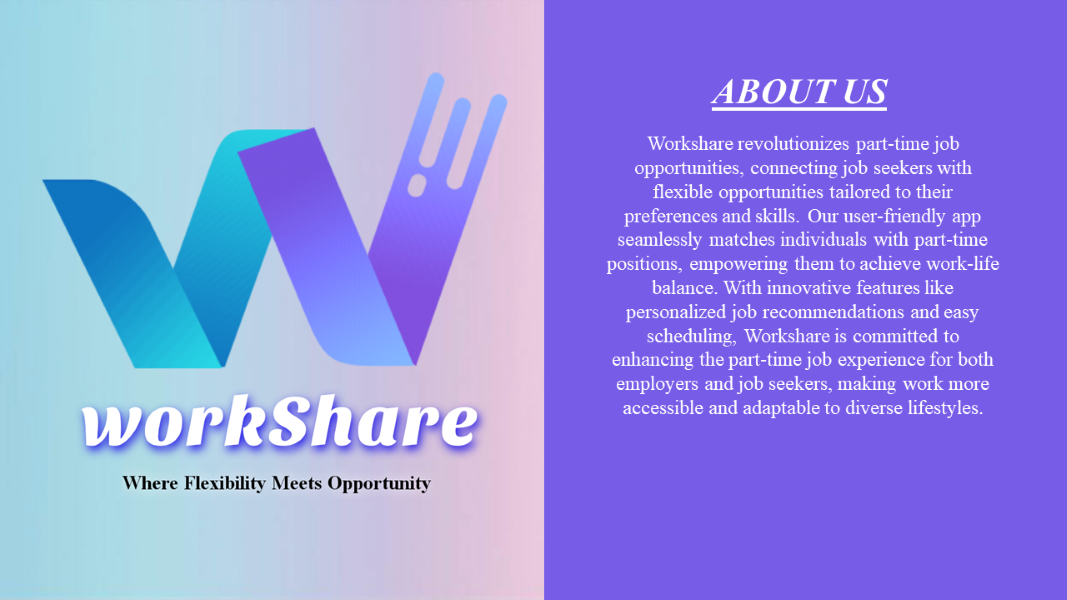 workShare
Where Flexibility Meets Opportunity
ABOUT US
Workshare revolutionizes part-time job
opportunities, connecting job seekers with
flexible opportunities tailored to their
preferences and skills. Our user-friendly app
seamlessly matches individuals with part-time
positions, empowering them to achieve work-life
balance. With innovative features like
personalized job recommendations and easy
scheduling, Workshare is committed to
enhancing the part-time job experience for both
employers and job seekers, making work more
accessible and adaptable to diverse lifestyles.